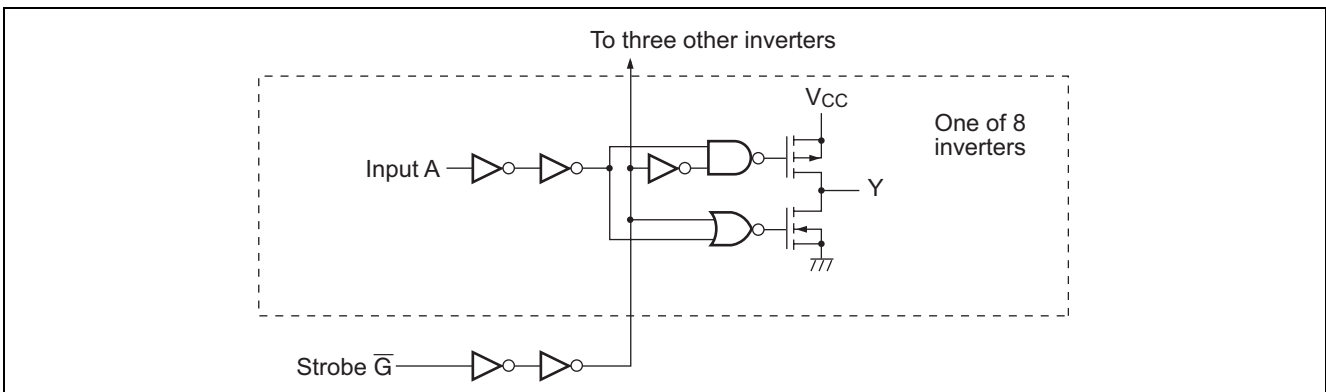 To three other inverters
VCC
One of 8
inverters
Input A
Y
Strobe G̅